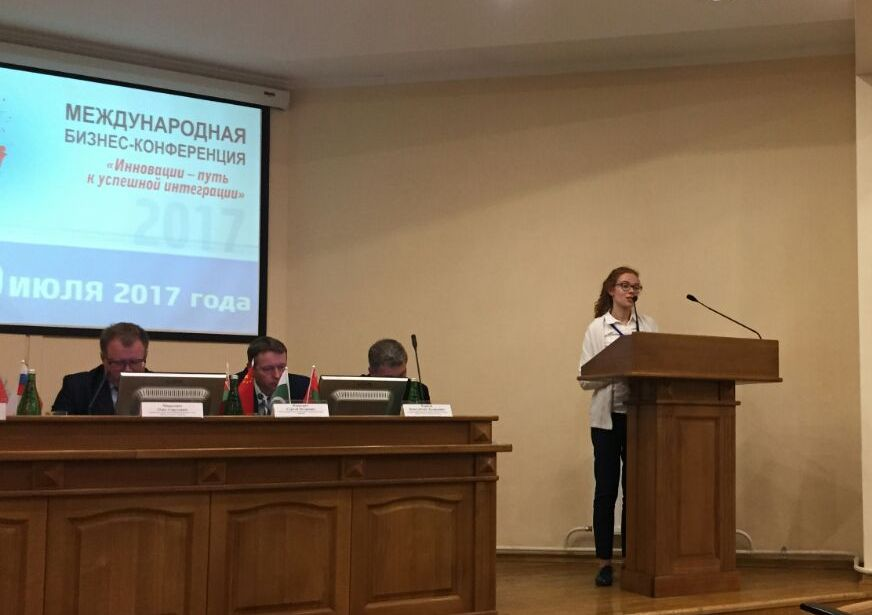 МЕЖДУНАРОДНАЯ
БИЗНЕС-КОНФЕРЕНЦИЯ
«Инновации – путь
к успешной интеграции»
2017
июля 2017 года